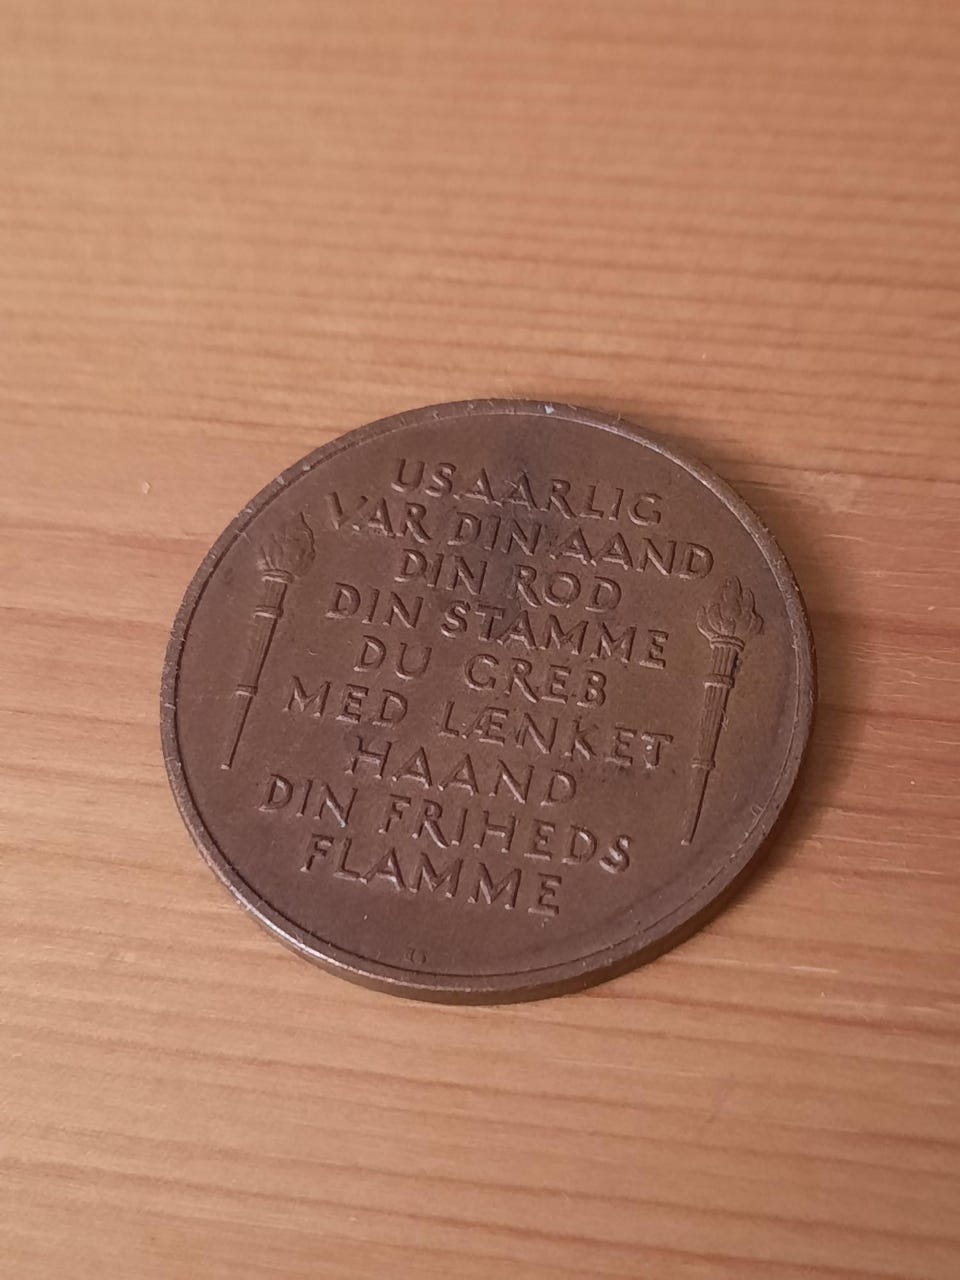 USAARLIG
VAR DIN AAND
DIN ROD
DIN STAMME
DU GREB
MED LÆNKET
HAAND
DIN FRIHEDS
FLAMME